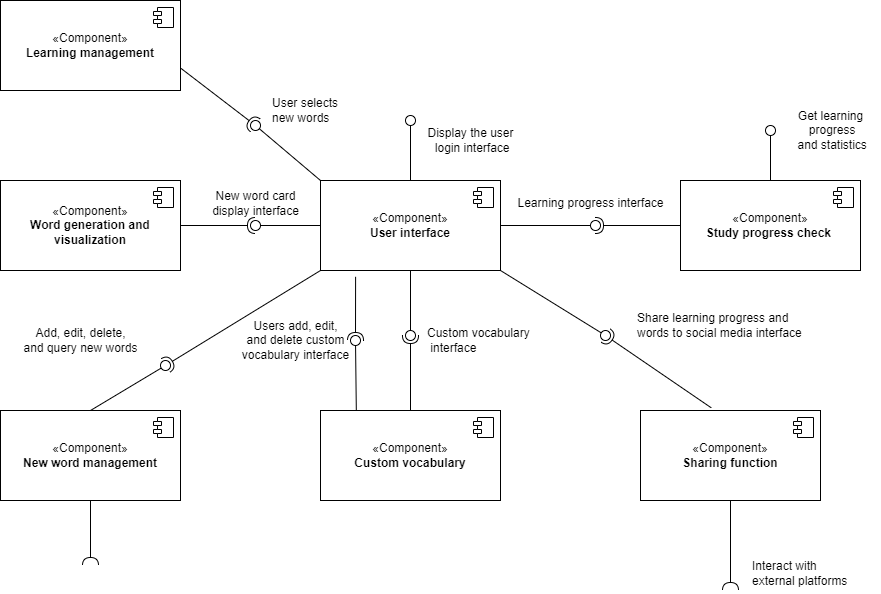 «Component»
Learning management
User selects
new words
Display the user
login interface
Get learning
progress
and statistics
«Component»
Word generation and
visualization
New word card
display interface
«Component»
User interface
Learning progress interface
«Component»
Study progress check
Add, edit, delete,
and query new words
Users add, edit,
and delete custom
vocabulary interface
Custom vocabulary
interface
Share learning progress and
words to social media interface
«Component»
New word management
«Component»
Custom vocabulary
«Component»
Sharing function
Interact with
external platforms